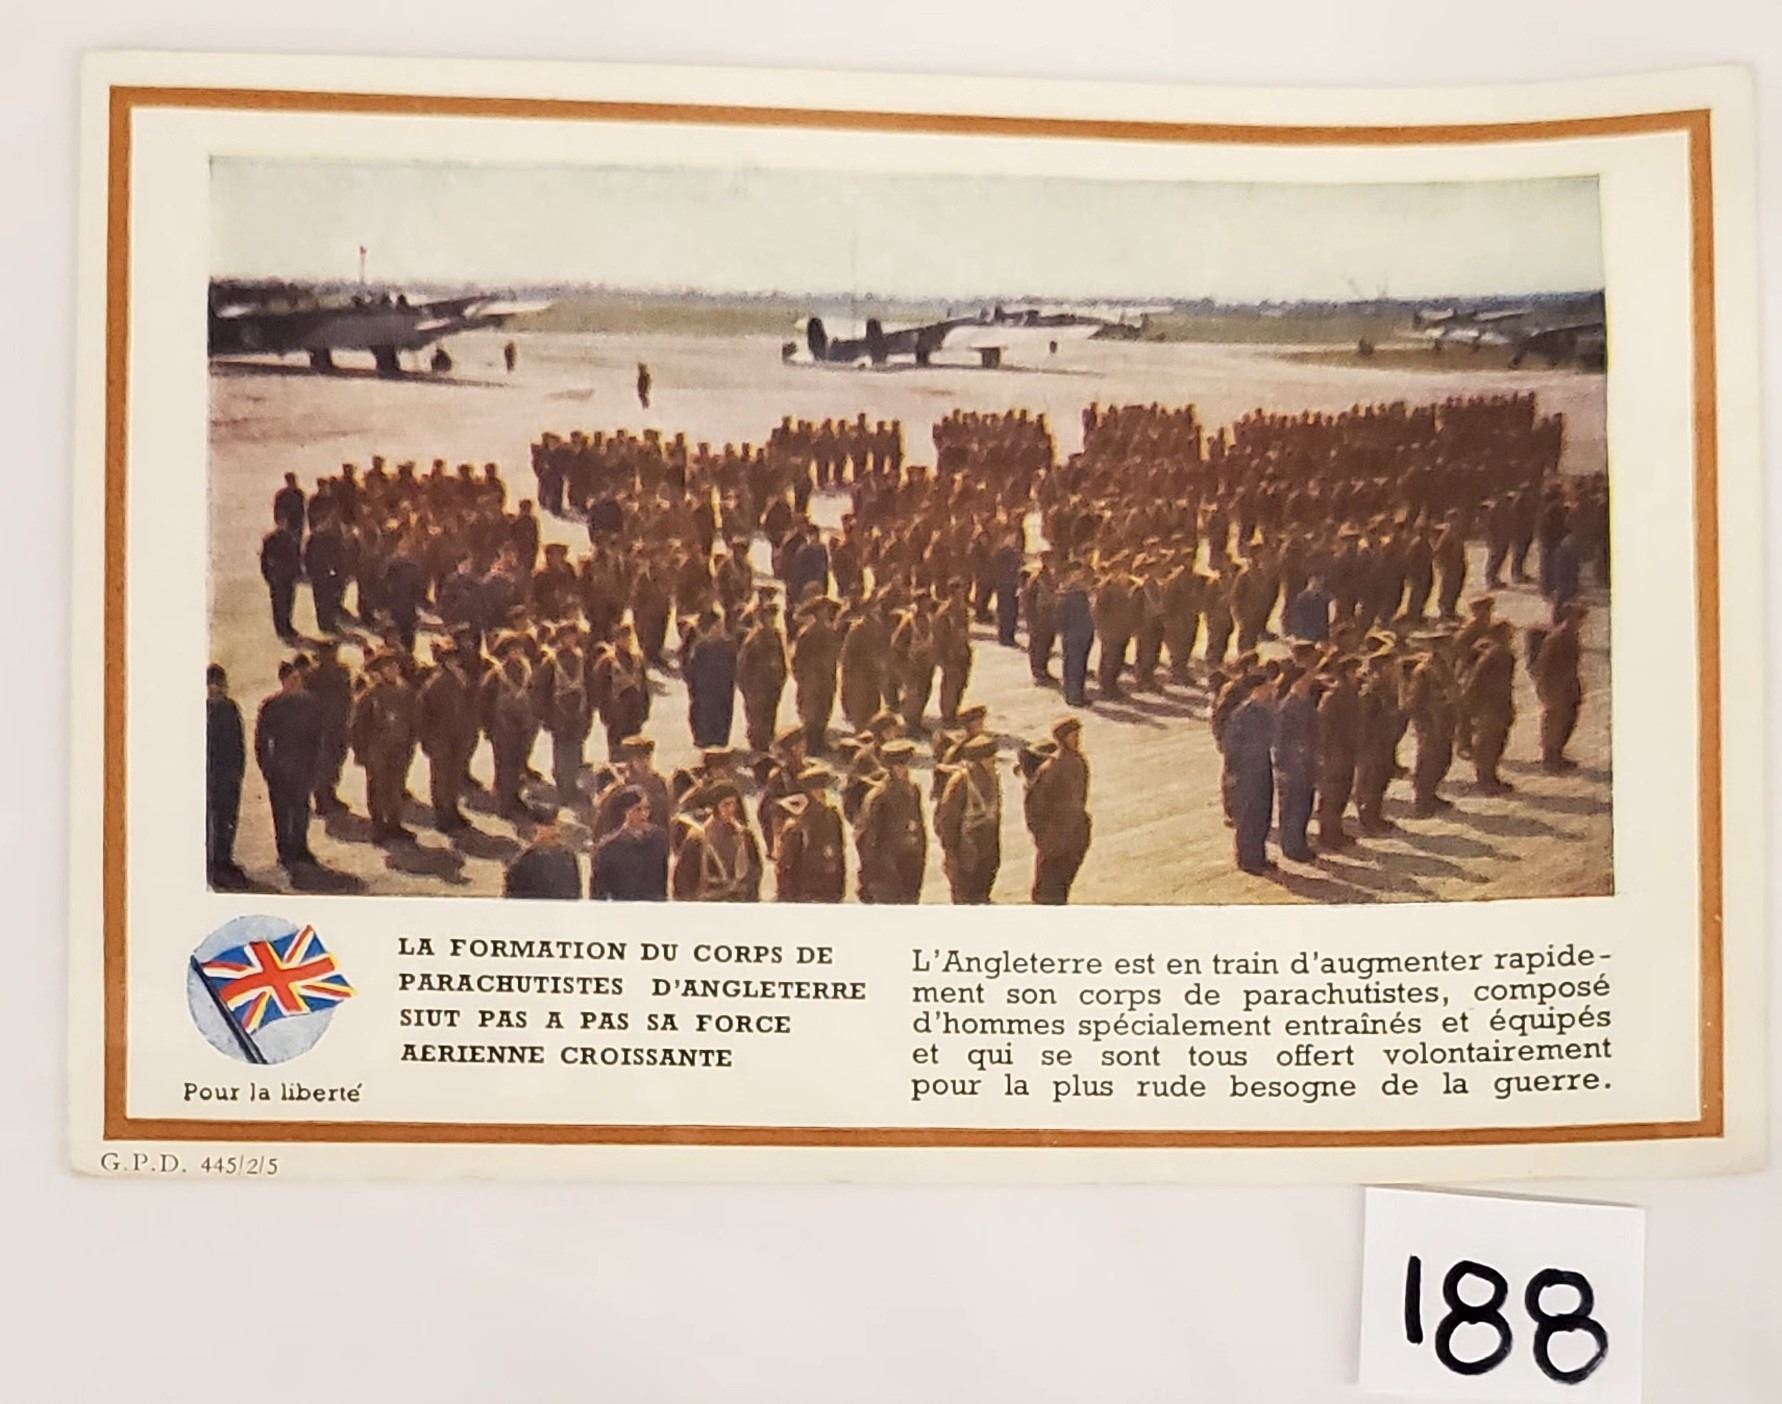 LA FORMATION DU CORPS DE
PARACHUTISTES D'ANGLETERRE
SIUT PAS A PAS SA FORCE
AERIENNE CROISSANTE
Pour la liberté
L'Angleterre est en train d'augmenter rapide-
ment son corps de parachutistes, composé
d'hommes spécialement entraînés et équipés
et qui se sont tous offert volontairement
pour la plus rude besogne de la guerre.
G.P.D. 445/2/5
188